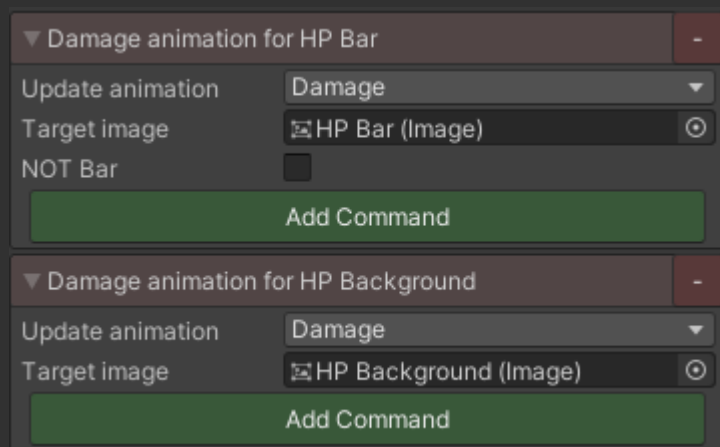 Damage animation for HP Bar -
Update animation Damage
Target image HP Bar (Image)
NOT Bar
Add Command
Damage animation for HP Background -
Update animation Damage
Target image HP Background (Image)
Add Command